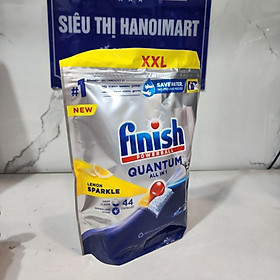 SIÊU THỊ HANOIMART
XXL
#1
SAVE WATER
NEW
finish
POWERBALL
QUANTUM
ALL IN 1
LEMON
SPARKLE
44